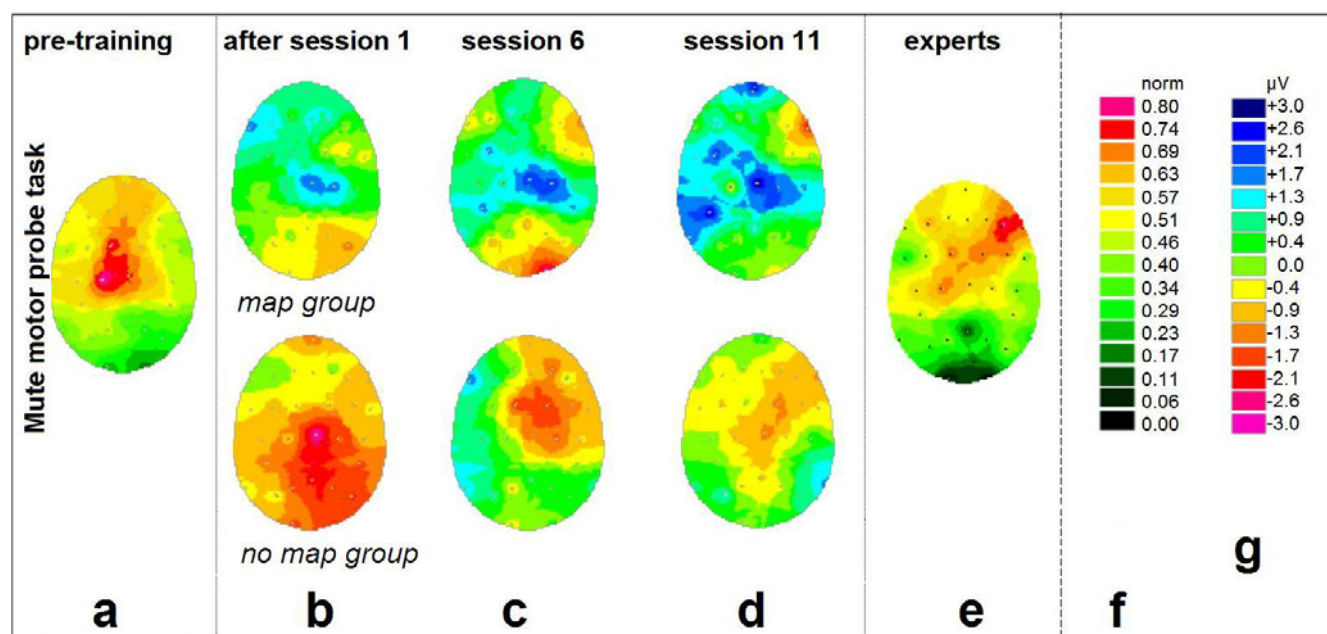 pre-training
after session 1
session 6
session 11
experts
Mute motor probe task
map group
no map group
norm
0.80
0.74
0.69
0.63
0.57
0.51
0.46
0.40
0.34
0.29
0.23
0.17
0.11
0.06
0.00
µV
+3.0
+2.6
+2.1
+1.7
+1.3
+0.9
+0.4
0.0
-0.4
-0.9
-1.3
-1.7
-2.1
-2.6
-3.0
a
b
c
d
e
f
g